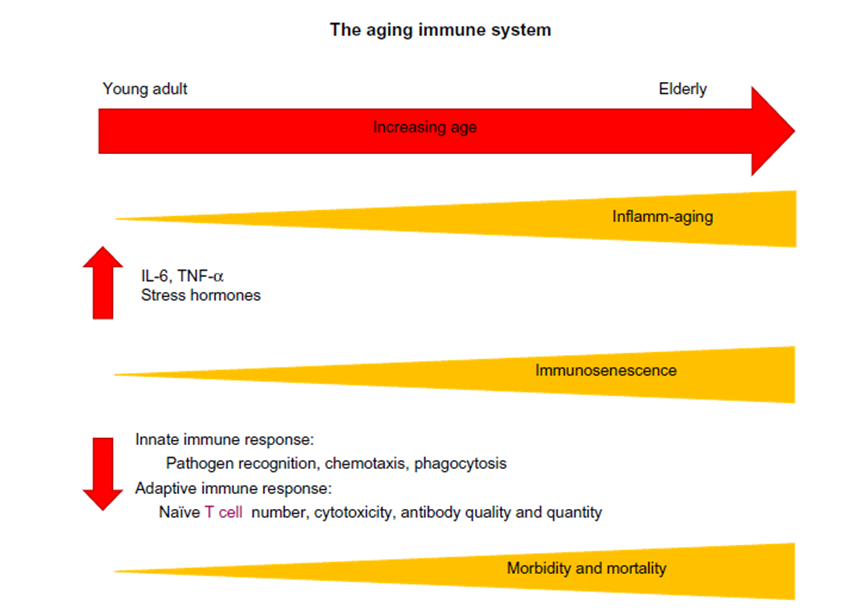 The aging immune system
Young adult
Elderly
Increasing age
Inflamm-aging
IL-6, TNF-α
Stress hormones
Immunosenescence
Innate immune response:
Pathogen recognition, chemotaxis, phagocytosis
Adaptive immune response:
Naïve T cell number, cytotoxicity, antibody quality and quantity
Morbidity and mortality